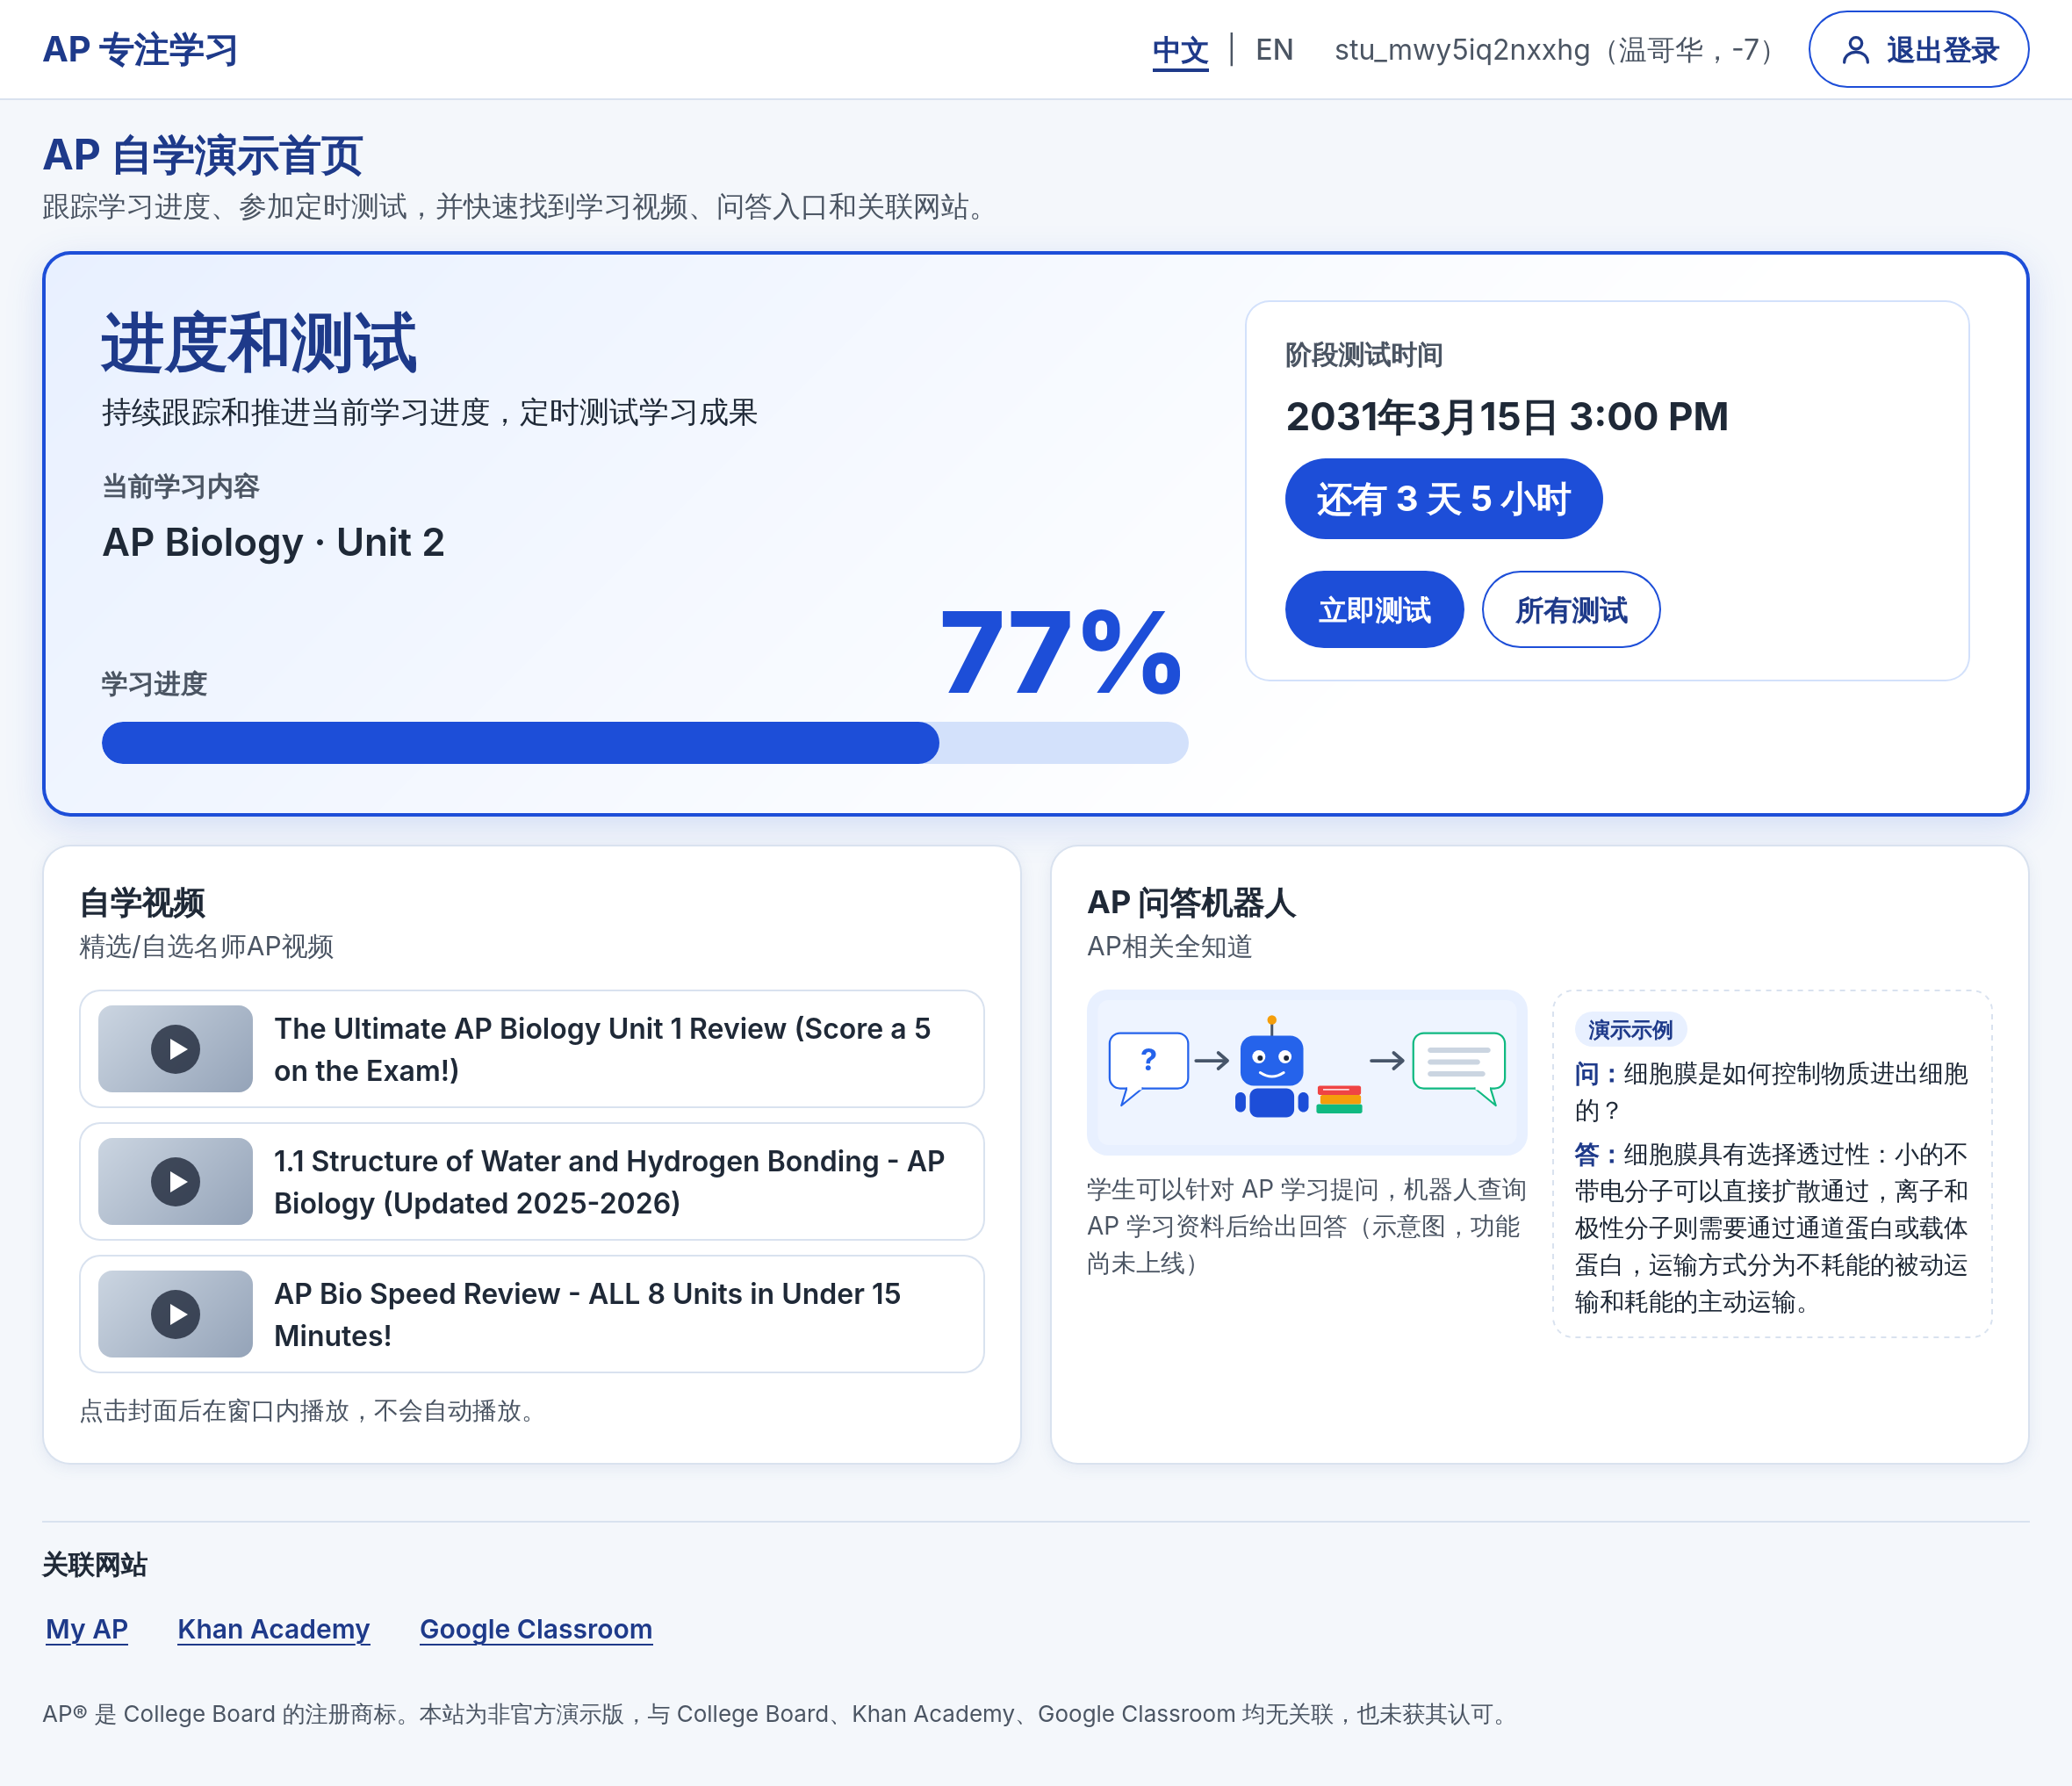 AP 专注学习
中文 | EN stu_mwy5iq2nxxhg（温哥华，-7） 退出登录
AP 自学演示首页
跟踪学习进度、参加定时测试，并快速找到学习视频、问答入口和关联网站。
进度和测试
持续跟踪和推进当前学习进度，定时测试学习成果
当前学习内容
AP Biology · Unit 2
学习进度
77%
阶段测试时间
2031年3月15日 3:00 PM
还有 3 天 5 小时
立即测试 所有测试
自学视频
精选/自选名师AP视频
The Ultimate AP Biology Unit 1 Review (Score a 5
on the Exam!)
1.1 Structure of Water and Hydrogen Bonding - AP
Biology (Updated 2025-2026)
AP Bio Speed Review - ALL 8 Units in Under 15
Minutes!
点击封面后在窗口内播放，不会自动播放。
AP 问答机器人
AP相关全知道
?
学生可以针对 AP 学习提问，机器人查询
AP 学习资料后给出回答（示意图，功能
尚未上线）
演示示例
问：细胞膜是如何控制物质进出细胞
的？
答：细胞膜具有选择透过性：小的不
带电分子可以直接扩散通过，离子和
极性分子则需要通过通道蛋白或载体
蛋白，运输方式分为不耗能的被动运
输和耗能的主动运输。
关联网站
My AP Khan Academy Google Classroom
AP® 是 College Board 的注册商标。本站为非官方演示版，与 College Board、Khan Academy、Google Classroom 均无关联，也未获其认可。